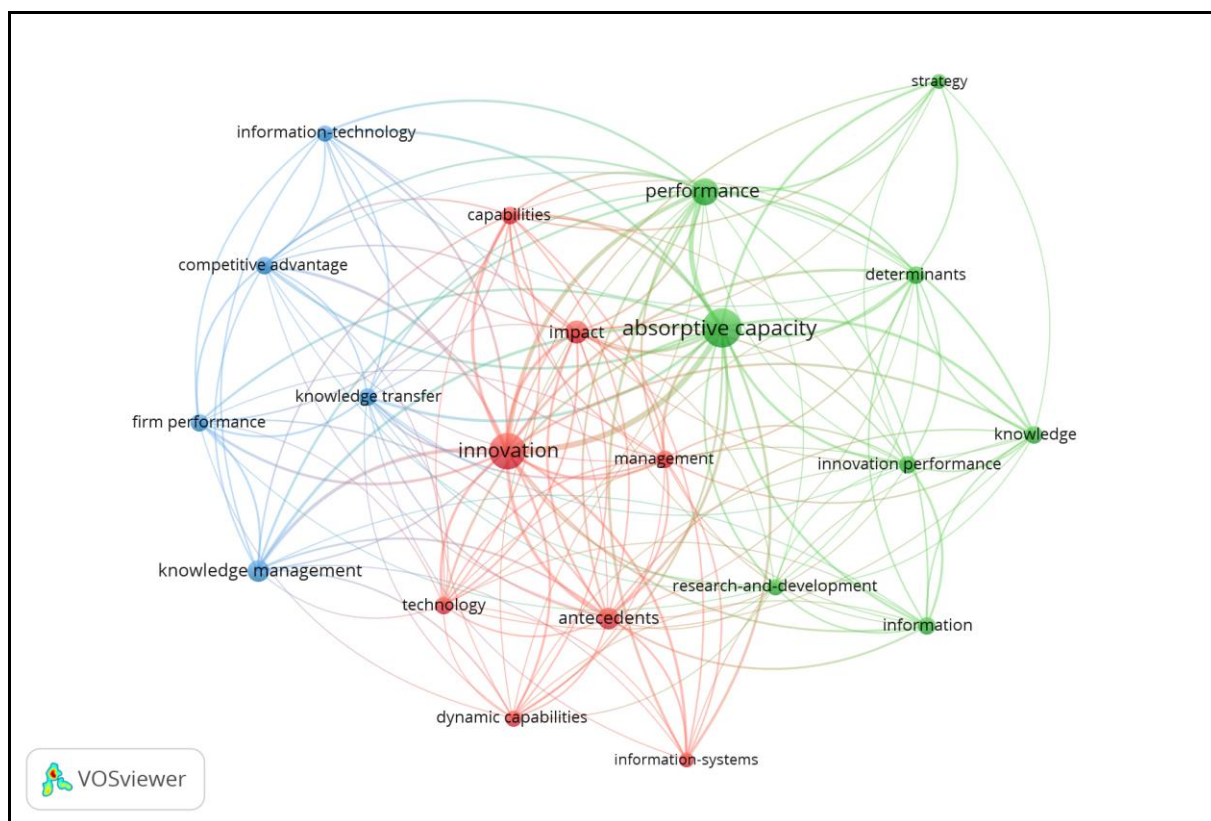 strategy
information-technology
performance
capabilities
competitive advantage
determinants
absorptive capacity
impact
knowledge transfer
firm performance
knowledge
innovation
management
innovation performance
knowledge management
research-and-development
technology
antecedents
information
dynamic capabilities
information-systems
VOSviewer